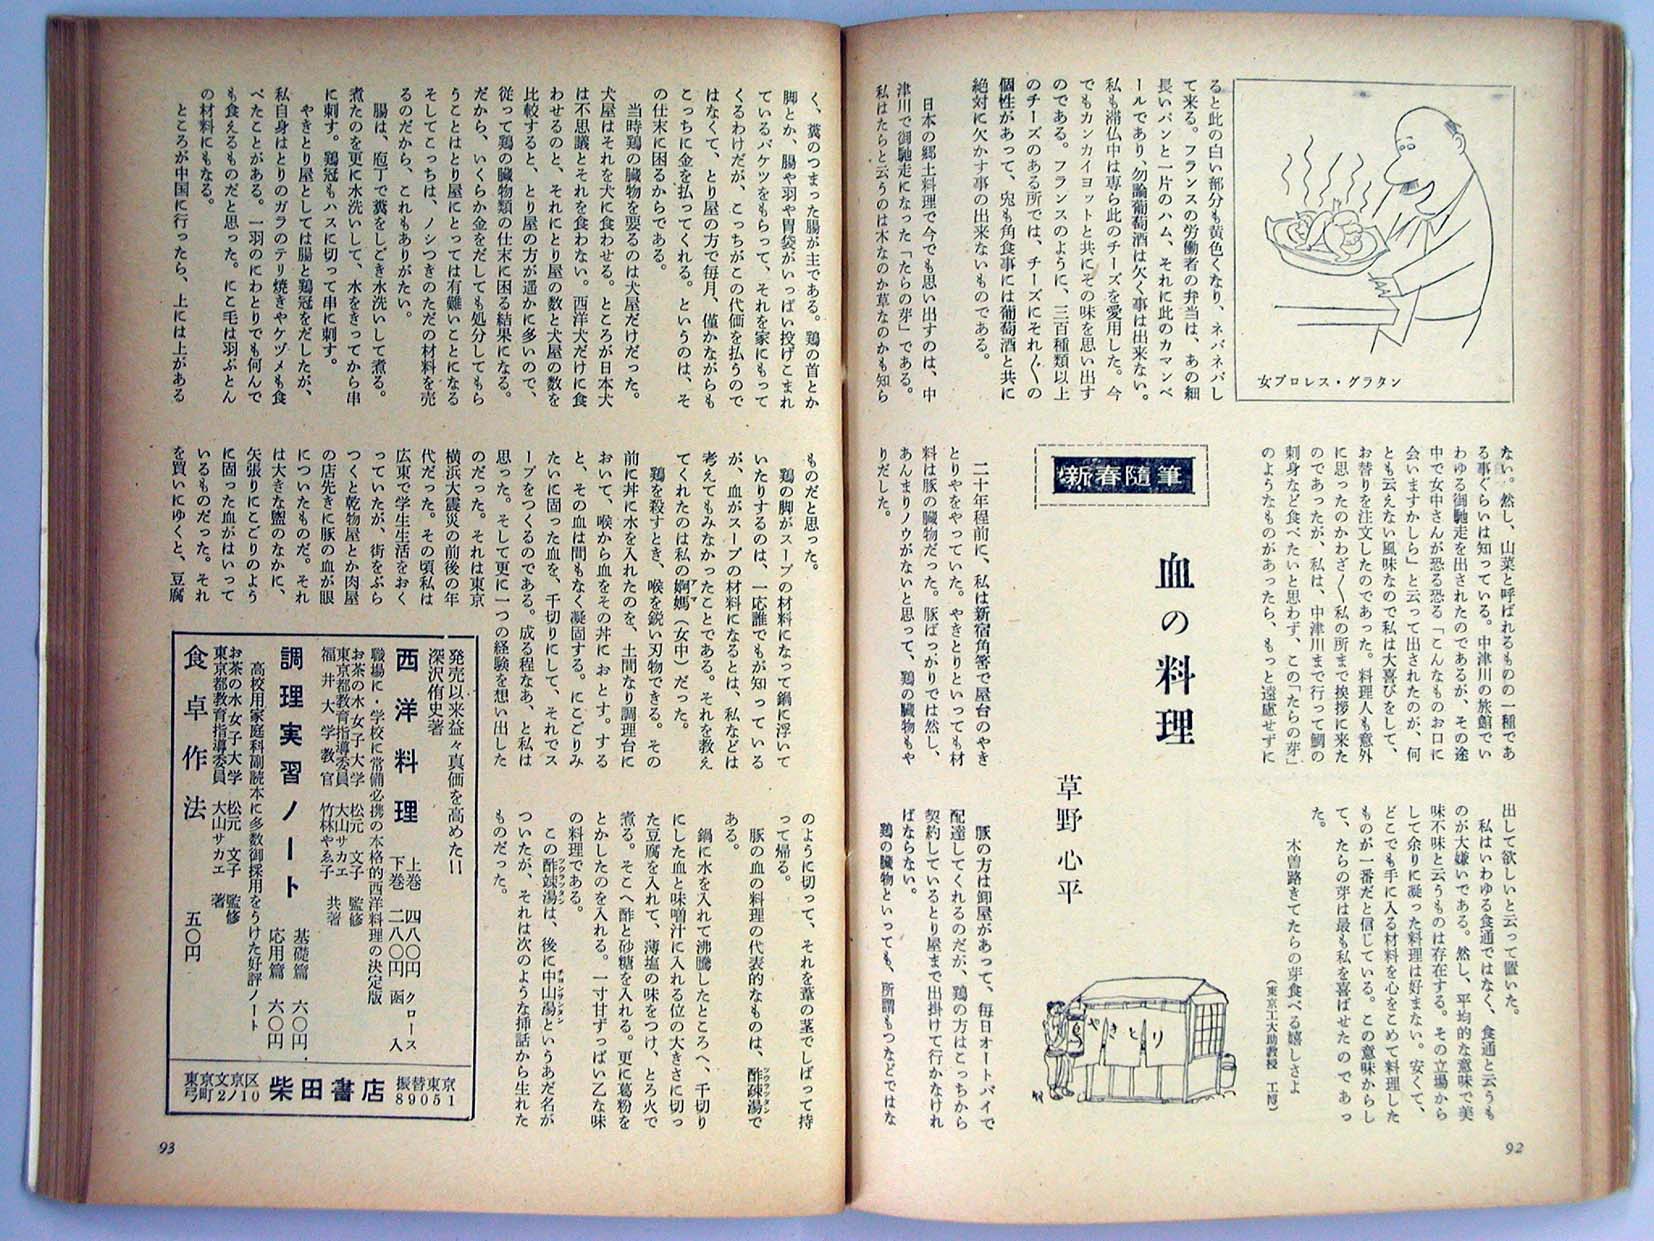 る と此の白い部分も黄色くなり、ネバネバし
て来る。フランスの労働者の弁当は、あの細
長いパンと一片のハム、それに此のカマンベ
ールであり、勿論葡萄酒は欠く事は出来ない。
私も滞仏中は専ら此のチーズを愛用した。今
でもカンカイヨットと共にその味を思い出す
のである。フランスのように、三百種類以上
のチーズのある所では、チーズにそれ〲の
個性があって、兎も角食事には葡萄酒と共に
絶対に欠かす事の出来ないものである。
日本の郷土料理で今でも思い出すのは、中
津川で御馳走になった「たらの芽」である。
私はたらと云うのは木なのか草なのかも知ら
女プロレス・グラタン
ない。然し、山菜と呼ばれるものの一種であ
る事ぐらいは知っている。中津川の旅館でい
わゆる御馳走を出されたのであるが、その途
中で女中さんが恐る恐る「こんなものお口に
会いますかしら」と云って出されたのが、何
とも云えない風味なので私は大喜びをして、
お替りを注文したのであった。料理人も意外
に思ったのかわざ〱私の所まで挨拶に来た
のであったが、私は、中津川まで行って鯛の
刺身など食べたいと思わず、この「たらの芽」
のようなものがあったら、もっと遠慮せずに
出して欲しいと云って置いた。
私はいわゆる食通ではなく、食通と云うも
のが大嫌いである。然し、平均的な意味で美
味不味と云うものは存在する。その立場から
して余りに凝った料理は好まない。安くて、
どこでも手に入る材料を心をこめて料理した
ものが一番だと信じている。この意味からし
て、たらの芽は最も私を喜ばせたのであっ
た。
木曽路きてたらの芽食べる嬉しさよ
(東京工大助教授 工博)
新春随筆
血の料理
草野心平
二十年程前に、私は新宿角筈で屋台のやき
とりやをやっていた。やきとりといっても材
料は豚の臓物だった。豚ばっかりでは然し、
あんまりノウがないと思って、鶏の臓物もや
りだした。
豚の方は卸屋があって、毎日オートバイで
配達してくれるのだが、鶏の方はこっちから
契約しているとり屋まで出掛けて行かなけれ
ばならない。
鶏の臓物といっても、所謂もつなどではな
やきとり
92
く、糞のつまった腸が主である。鶏の首とか
脚とか、腸や羽や胃袋がいっぱい投げこまれ
ているバケツをもらって、それを家にもって
くるわけだが、こっちがこの代価を払うので
はなくて、とり屋の方で毎月、僅かながらも
こっちに金を払ってくれる。というのは、そ
の仕末に困るからである。
当時鶏の臓物を要るのは犬屋だけだった。
犬屋はそれを犬に食わせる。ところが日本犬
は不思議とそれを食わない。西洋犬だけに食
わせるのと、それにとり屋の数と犬屋の数を
比較すると、とり屋の方が遥かに多いので、
従って鶏の臓物類の仕末に困る結果になる。
だから、いくらか金をだしても処分してもら
うことはとり屋にとっては有難いことになる
そしてこっちは、ノシつきのただの材料を売
るのだから、これもありがたい。
腸は、庖丁で糞をしごき水洗いして煮る。
煮たのを更に水洗いして、水をきってから串
に刺す。鶏冠もハスに切って串に刺す。
やきとり屋としては腸と鶏冠をだしたが、
私自身はとりのガラのテリ焼きやケヅメも食
べたことがある。一羽のにわとりでも何んで
も食えるものだと思った。にこ毛は羽ぶとん
の材料にもなる。
ところが中国に行ったら、上には上がある
ものだと思った。
鶏の脚がスープの材料になって鍋に浮いて
いたりするのは、一応誰でもが知っている
が、血がスープの材料になるとは、私などは
考えてもみなかったことである。それを教え
てくれたのは私の婀媽アマ(女中)だった。
鶏を殺すとき、喉を鋭い刃物できる。その
前に丼に水を入れたのを、土間なり調理台に
おいて、喉から血をその丼におとす。する
と、その血は間もなく凝固する。にこごりみ
たいに固った血を、千切りにして、それでス
ープをつくるのである。成る程なあ、と私は
思った。そして更に一つの経験を想い出した
のだった。それは東京
横浜大震災の前後の年
代だった。その頃私は
広東で学生生活をおく
っていたが、街をぶら
つくと乾物屋とか肉屋
の店先きに豚の血が眼
についたものだ。それ
は大きな盥のなかに、
矢張りにこごりのよう
に固った血がはいって
いるものだった。それ
を買いにゆくと、豆腐
のように切って、それを葦の茎でしばって持
って帰る。
豚の血の料理の代表的なものは、酢疎湯ツウラツタンで
ある。
鍋に水を入れて沸騰したところへ、千切り
にした血と味噌汁に入れる位の大きさに切っ
た豆腐を入れて、薄塩の味をつけ、とろ火で
煮る。そこへ酢と砂糖を入れる。更に葛粉を
とかしたのを入れる。一寸甘ずっぱい乙な味
の料理である。
この酢疎湯ツウラツタンは、後に中山湯チョンサンタンというあだ名が
ついたが、それは次のような挿話から生れた
ものだった。
発売以来益々真価を高めた!!
深沢侑史著
西洋料理 上巻 四八〇円 クロース
下巻 二八〇円 函入
職場に・学校に常備必携の本格的西洋料理の決定版
お茶の水女子大学 松元文子 監修
東京都教育指導委員 大山サカエ
福井大学教官 竹林やゑ子 共著
調理実習ノート 基礎篇 六〇円
応用篇 六〇円
高校用家庭科副読本に多数御採用をうけた好評ノート
お茶の水女子大学 松元文子 監修
東京都教育指導委員 大山サカエ 著
食卓作法 五〇円
東京文京区
弓町2ノ10
柴田書店
振替東京
89051
93